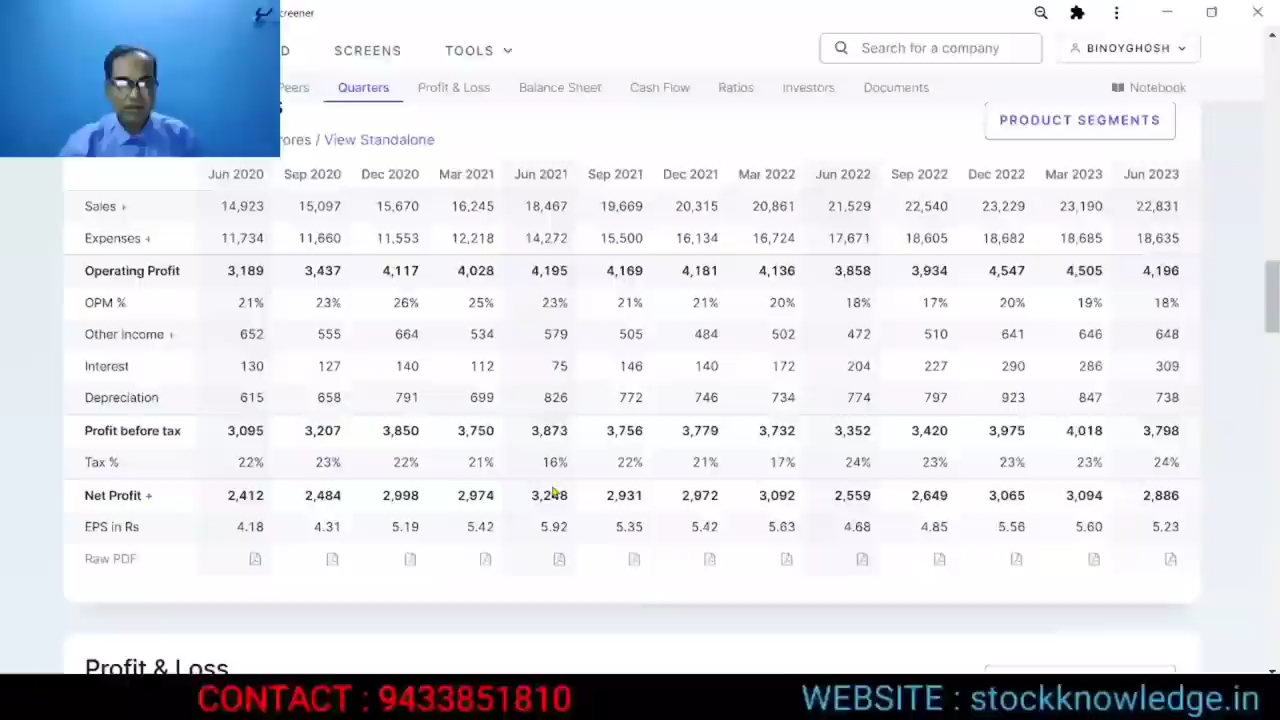 creener
D SCREENS TOOLS Search for a company BINOYGHOSH
Peers Quarters Profit & Loss Balance Sheet Cash Flow Ratios Investors Documents Notebook
PRODUCT SEGMENTS
rores / View Standalone
Jun 2020 Sep 2020 Dec 2020 Mar 2021 Jun 2021 Sep 2021 Dec 2021 Mar 2022 Jun 2022 Sep 2022 Dec 2022 Mar 2023 Jun 2023
Sales + 14,923 15,097 15,670 16,245 18,467 19,669 20,315 20,861 21,529 22,540 23,229 23,190 22,831
Expenses + 11,734 11,660 11,553 12,218 14,272 15,500 16,134 16,724 17,671 18,605 18,682 18,685 18,635
Operating Profit 3,189 3,437 4,117 4,028 4,195 4,169 4,181 4,136 3,858 3,934 4,547 4,505 4,196
OPM % 21% 23% 26% 25% 23% 21% 21% 20% 18% 17% 20% 19% 18%
Other Income + 652 555 664 534 579 505 484 502 472 510 641 646 648
Interest 130 127 140 112 75 146 140 172 204 227 290 286 309
Depreciation 615 658 791 699 826 772 746 734 774 797 923 847 738
Profit before tax 3,095 3,207 3,850 3,750 3,873 3,756 3,779 3,732 3,352 3,420 3,975 4,018 3,798
Tax % 22% 23% 22% 21% 16% 22% 21% 17% 24% 23% 23% 23% 24%
Net Profit + 2,412 2,484 2,998 2,974 3,248 2,931 2,972 3,092 2,559 2,649 3,065 3,094 2,886
EPS in Rs 4.18 4.31 5.19 5.42 5.92 5.35 5.42 5.63 4.68 4.85 5.56 5.60 5.23
Raw PDF
Profit & Loss
CONTACT : 9433851810 WEBSITE : stockknowledge.in